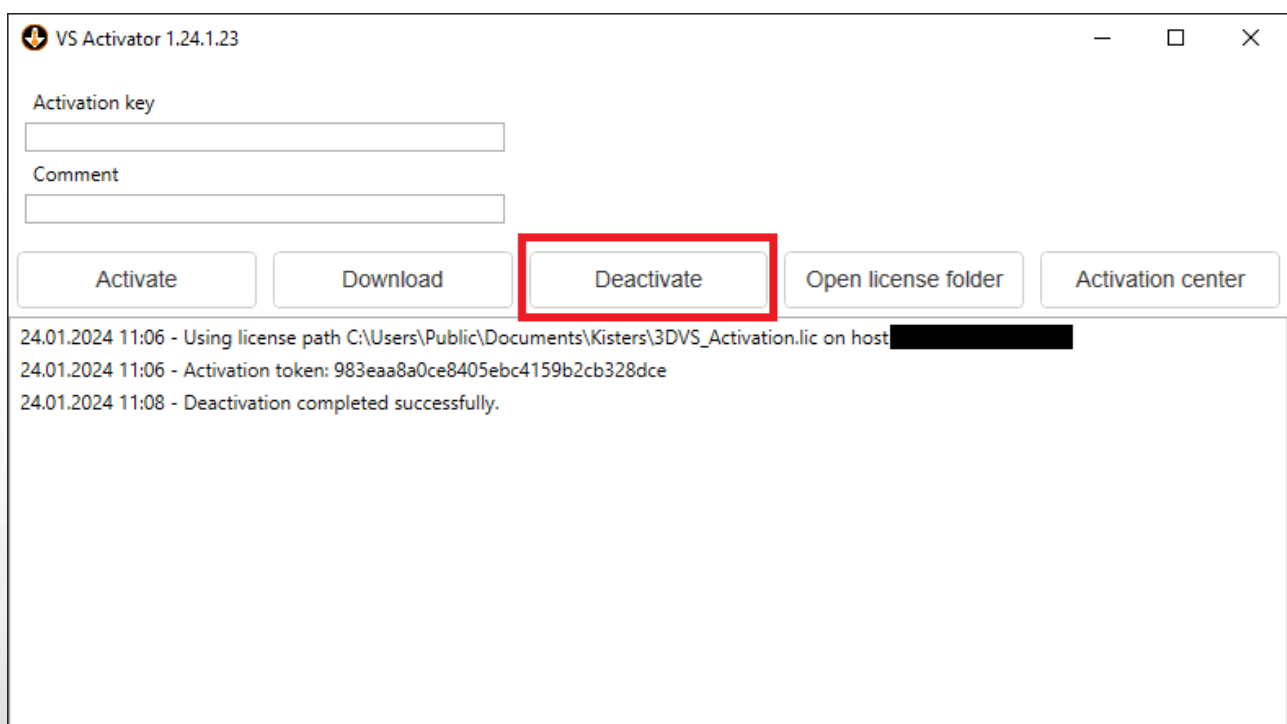 VS Activator 1.24.1.23
Activation key
Comment
Activate
Download
Deactivate
Open license folder
Activation center
24.01.2024 11:06 - Using license path C:\Users\Public\Documents\Kisters\3DVS_Activation.lic on host
24.01.2024 11:06 - Activation token: 983eaa8a0ce8405ebc4159b2cb328dce
24.01.2024 11:08 - Deactivation completed successfully.